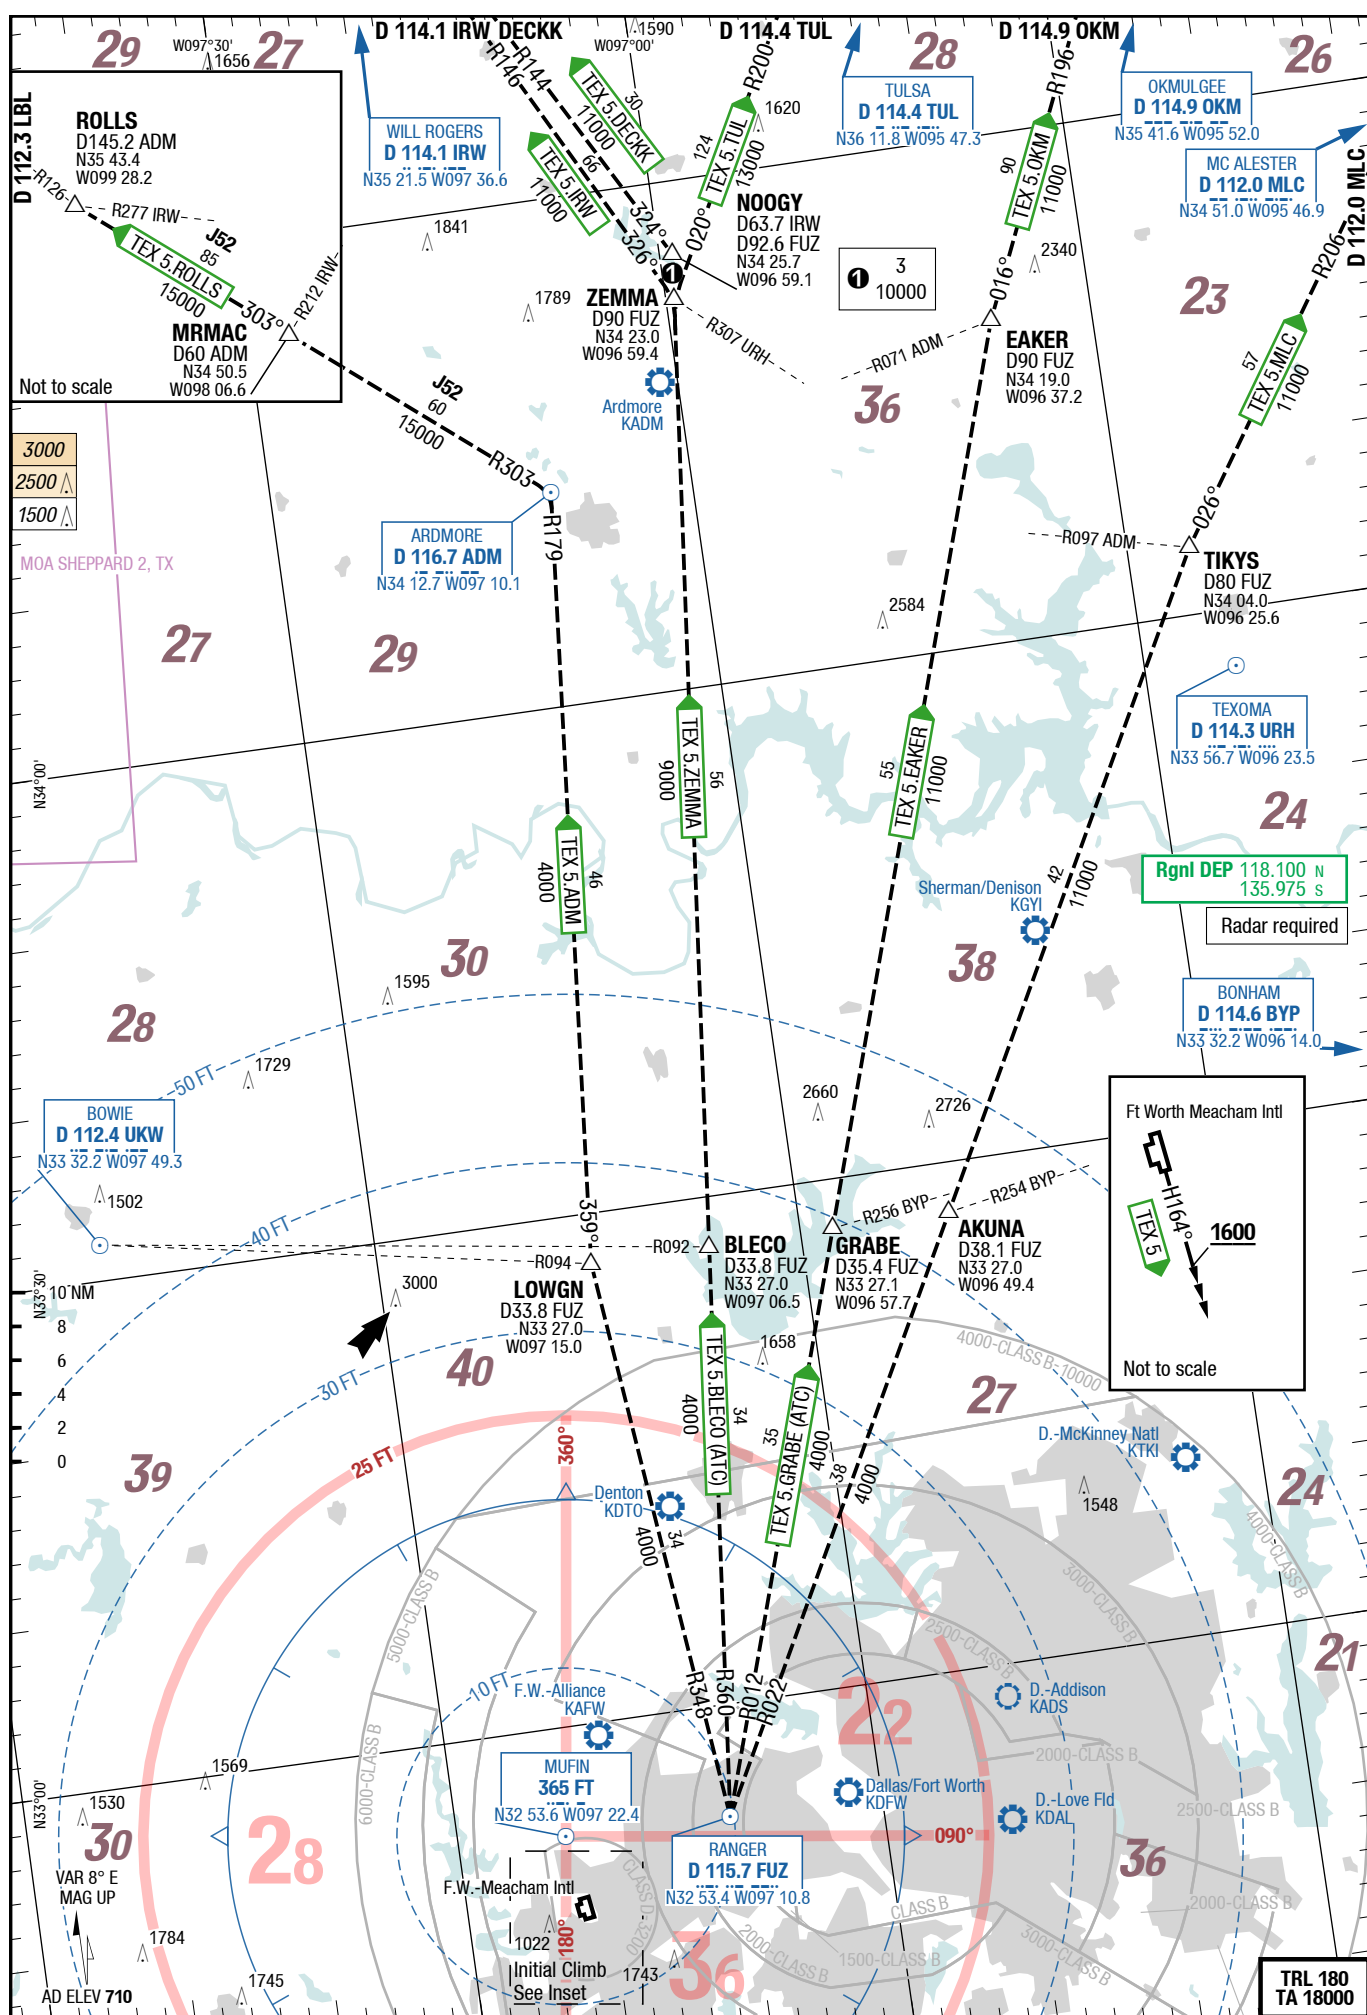 29
W097°30'
1656
27
D 114.1 IRW DECKK
W097°00'
1590
D 114.4 TUL
28
D 114.9 OKM
26
D 112.3 LBL
ROLLS
D145.2 ADM
N35 43.4
W099 28.2
R126
R277 IRW
J52
85
TEX 5.ROLLS
15000
303°
R212 IRW
MRMAC
D60 ADM
N34 50.5
W098 06.6
Not to scale
WILL ROGERS
D 114.1 IRW
N35 21.5 W097 36.6
R146
R144
TEX 5.DECKK
30
11000
66
TEX 5.IRW
11000
324°
326°
R200
124
TEX 5.TUL
13000
020°
1620
TULSA
D 114.4 TUL
N36 11.8 W095 47.3
R196
90
TEX 5.OKM
11000
016°
OKMULGEE
D 114.9 OKM
N35 41.6 W095 52.0
MC ALESTER
D 112.0 MLC
N34 51.0 W095 46.9
D 112.0 MLC
R206
1841
1789
NOOGY
D63.7 IRW
D92.6 FUZ
N34 25.7
W096 59.1
1
1
3
10000
2340
23
ZEMMA
D90 FUZ
N34 23.0
W096 59.4
R307 URH
R071 ADM
EAKER
D90 FUZ
N34 19.0
W096 37.2
57
TEX 5.MLC
11000
Ardmore
KADM
36
J52
60
15000
R303
3000
2500
1500
MOA SHEPPARD 2, TX
ARDMORE
D 116.7 ADM
N34 12.7 W097 10.1
R179
026°
R097 ADM
TIKYS
D80 FUZ
N34 04.0
W096 25.6
2584
27
29
TEXOMA
D 114.3 URH
N33 56.7 W096 23.5
N34°00'
TEX 5.ZEMMA
56
9000
55
TEX 5.EAKER
11000
24
TEX 5.ADM
46
4000
42
11000
Rgnl DEP 118.100 N
135.975 S
Radar required
Sherman/Denison
KGYI
30
38
1595
28
1729
50 FT
BONHAM
D 114.6 BYP
N33 32.2 W096 14.0
2660
2726
BOWIE
D 112.4 UKW
N33 32.2 W097 49.3
1502
Ft Worth Meacham Intl
H164°
TEX 5
1600
Not to scale
40 FT
359°
R254 BYP
R256 BYP
R092
R094
BLECO
D33.8 FUZ
N33 27.0
W097 06.5
GRABE
D35.4 FUZ
N33 27.1
W096 57.7
AKUNA
D38.1 FUZ
N33 27.0
W096 49.4
LOWGN
D33.8 FUZ
N33 27.0
W097 15.0
N33°30'
10 NM
8
6
4
2
0
3000
1658
4000-CLASS B-10000
40
30 FT
27
TEX 5.BLECO (ATC)
34
4000
35
TEX 5.GRABE (ATC)
4000
38
4000
360°
25 FT
39
D.-McKinney Natl
KTKI
24
1548
Denton
KDTO
4000
34
4000-CLASS B
3000-CLASS B
5000-CLASS B
2500-CLASS B
21
R348
R360
R012
R022
10 FT
F.W.-Alliance
KAFW
22
D.-Addison
KADS
6000-CLASS B
2000-CLASS B
1569
MUFIN
365 FT
N32 53.6 W097 22.4
Dallas/Fort Worth
KDFW
D.-Love Fld
KDAL
2500-CLASS B
N33°00'
1530
30
28
RANGER
D 115.7 FUZ
N32 53.4 W097 10.8
090°
36
VAR 8° E
MAG UP
F.W.-Meacham Intl
CLASS D-3200
CLASS B
2000-CLASS B
1784
1022
180°
2000-CLASS B
1500-CLASS B
3000-CLASS B
Initial Climb
See Inset
1743
36
1745
AD ELEV 710
TRL 180
TA 18000